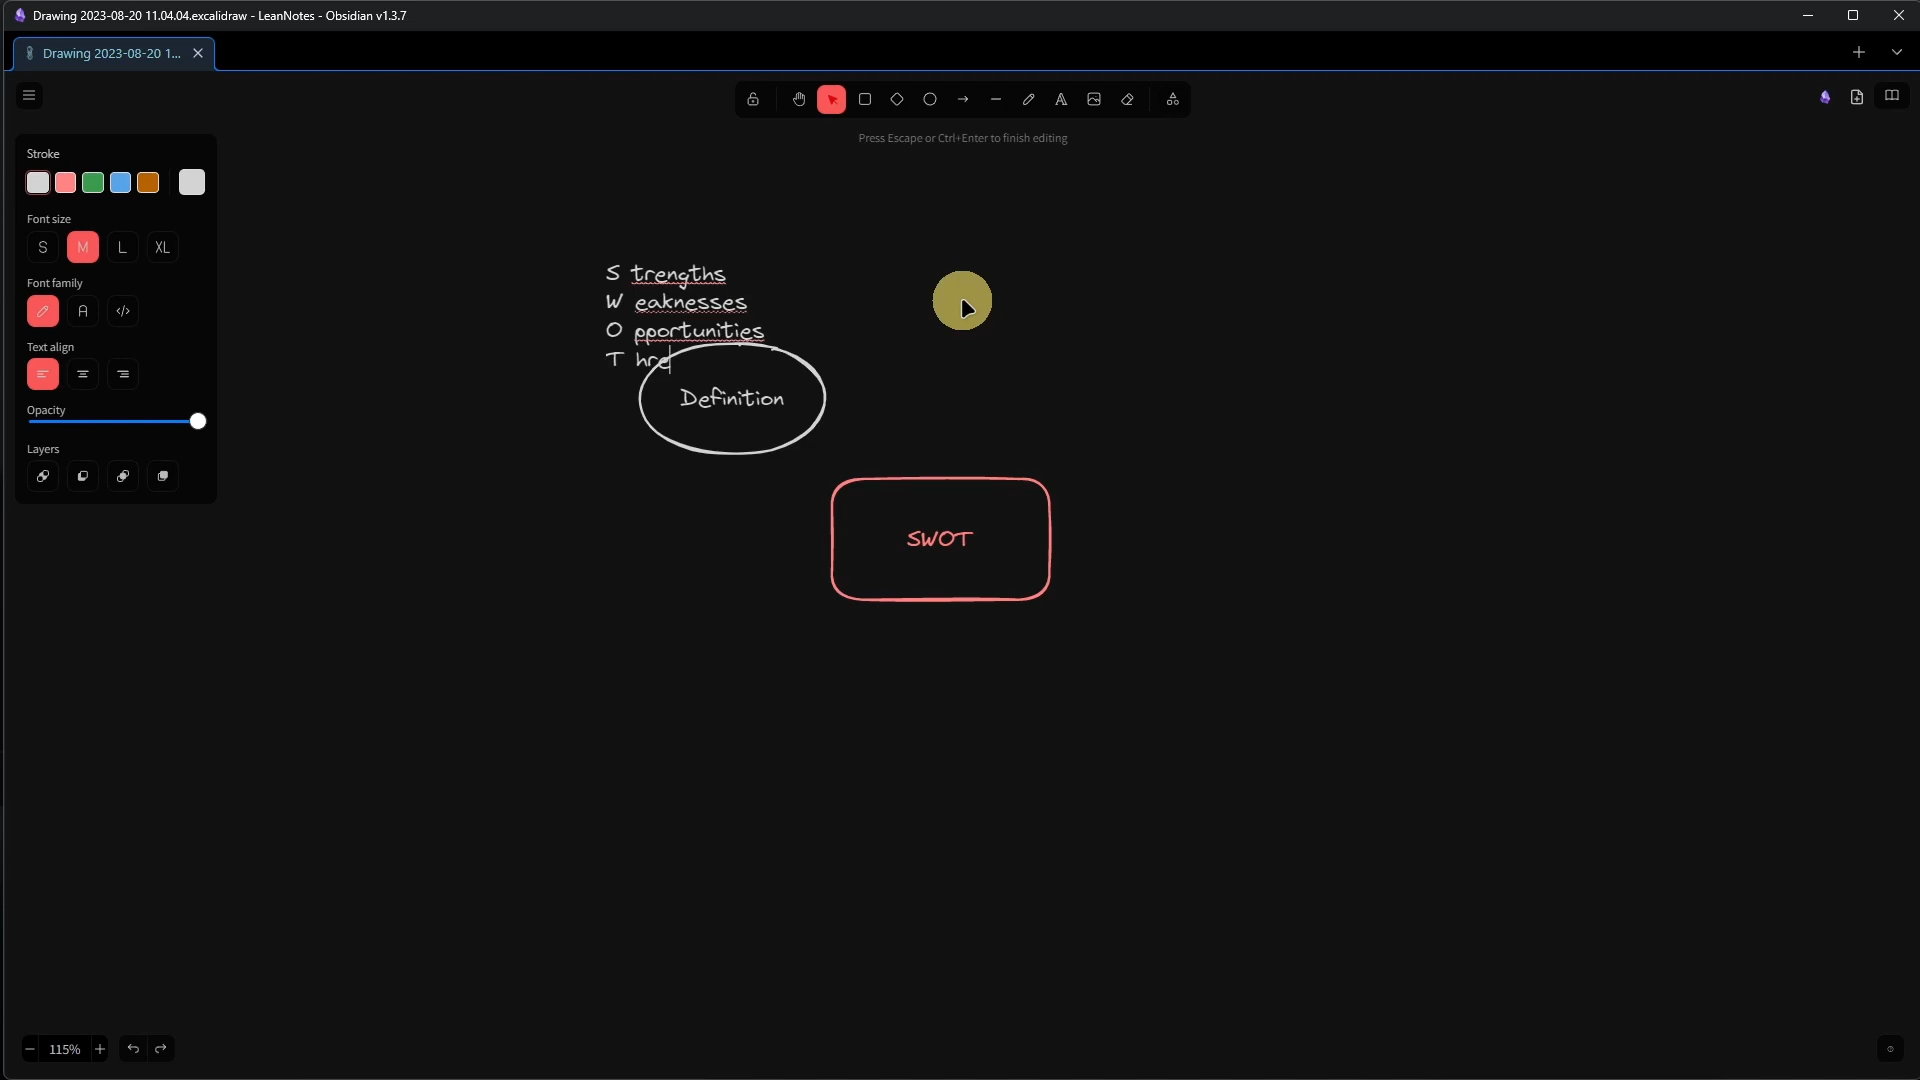 Drawing 2023-08-20 11.04.04.excalidraw - LeanNotes - Obsidian v1.3.7
Drawing 2023-08-20 1...
Press Escape or Ctrl+Enter to finish editing
Stroke
Font size
S M L XL
Font family
A </>
Text align
Opacity
Layers
S trengths
W eaknesses
O pportunities
T hre
Definition
SWOT
115%